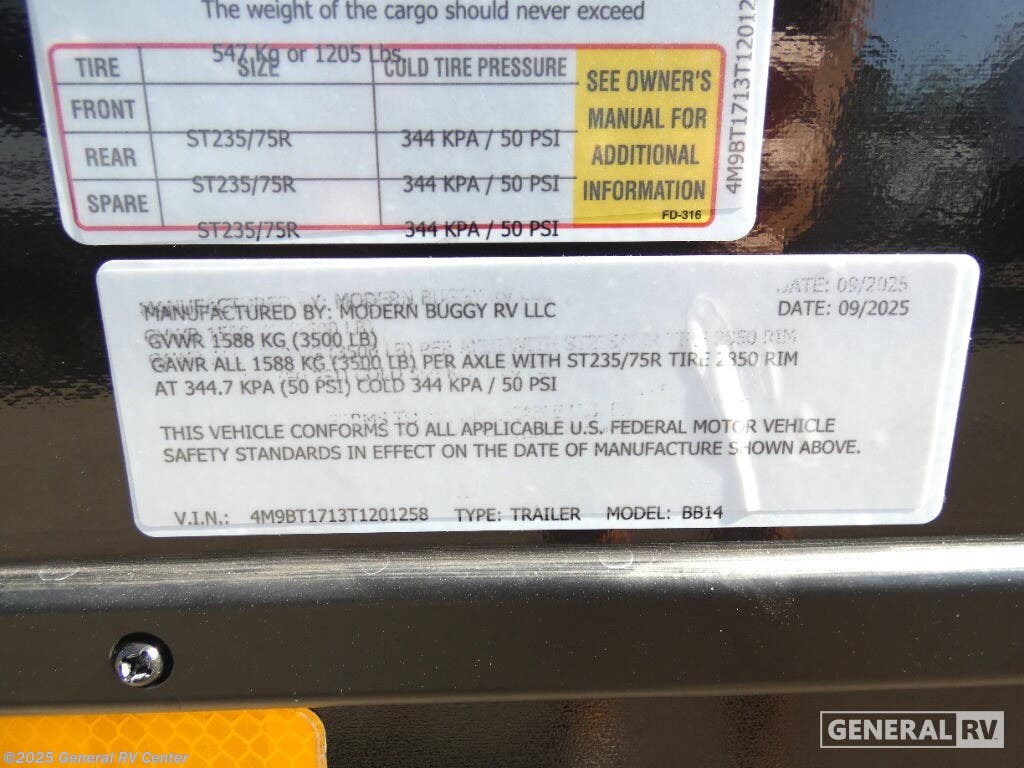 The weight of the cargo should never exceed
547 Kg or 1205 Lbs
TIRE SIZE COLD TIRE PRESSURE
FRONT ST235/75R 344 KPA / 50 PSI
REAR ST235/75R 344 KPA / 50 PSI
SPARE ST235/75R 344 KPA / 50 PSI
SEE OWNER'S
MANUAL FOR
ADDITIONAL
INFORMATION
FD-316
4M9BT1713T12012
DATE: 09/2025
MANUFACTURED BY: MODERN BUGGY RV LLC DATE: 09/2025
GVWR 1588 KG (3500 LB)
GAWR ALL 1588 KG (3500 LB) PER AXLE WITH ST235/75R TIRE 2350 RIM
AT 344.7 KPA (50 PSI) COLD 344 KPA / 50 PSI
THIS VEHICLE CONFORMS TO ALL APPLICABLE U.S. FEDERAL MOTOR VEHICLE
SAFETY STANDARDS IN EFFECT ON THE DATE OF MANUFACTURE SHOWN ABOVE.
V.I.N.: 4M9BT1713T1201258 TYPE: TRAILER MODEL: BB14
GENERAL RV
©2025 General RV Center